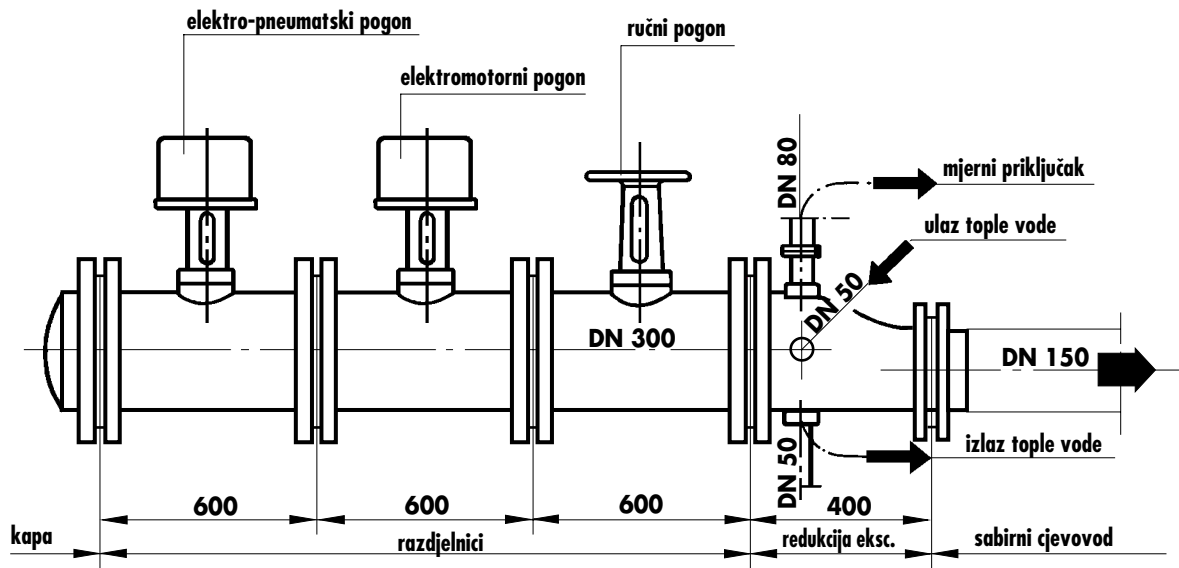 elektro-pneumatski pogon
ručni pogon
elektromotorni pogon
DN 80
mjerni priključak
ulaz tople vode
DN 50
DN 300
DN 150
izlaz tople vode
DN 50
600
600
600
400
kapa
razdjelnici
redukcija eksc.
sabirni cjevovod